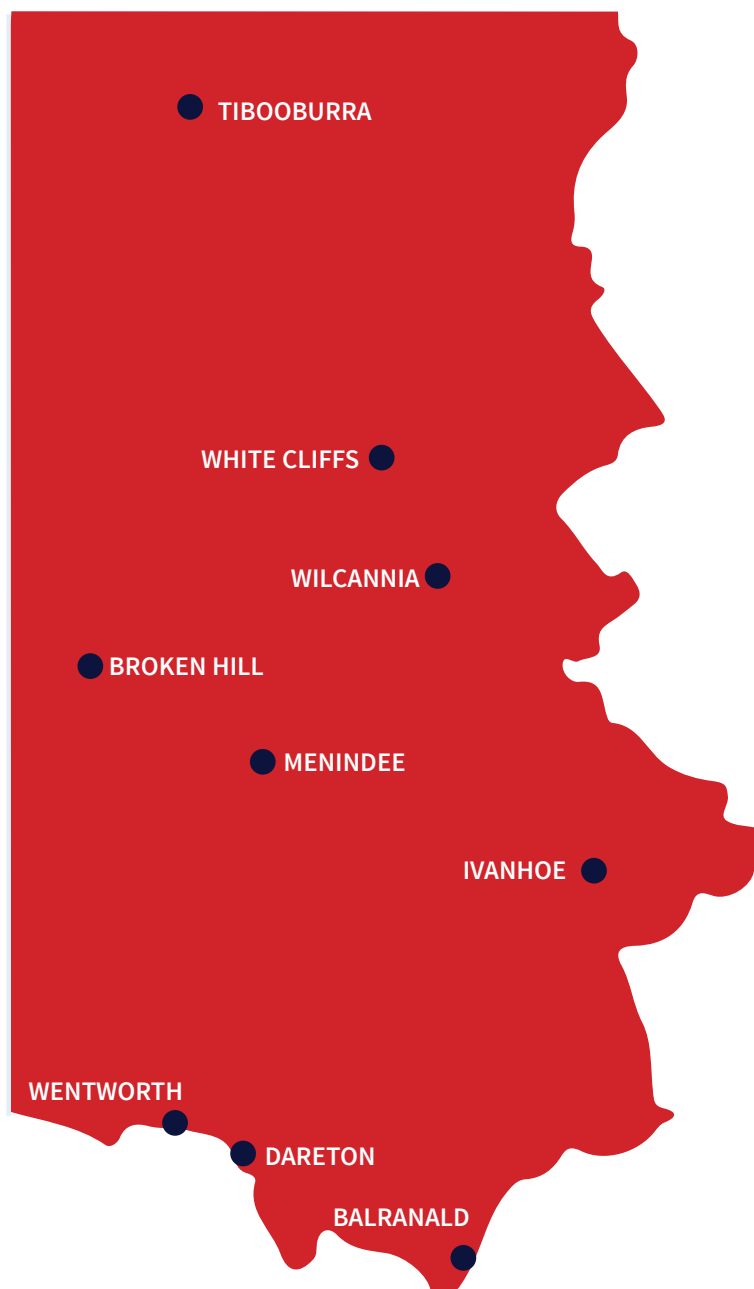 TIBOOBURRA
WHITE CLIFFS
WILCANNIA
BROKEN HILL
MENINDEE
IVANHOE
WENTWORTH
DARETON
BALRANALD